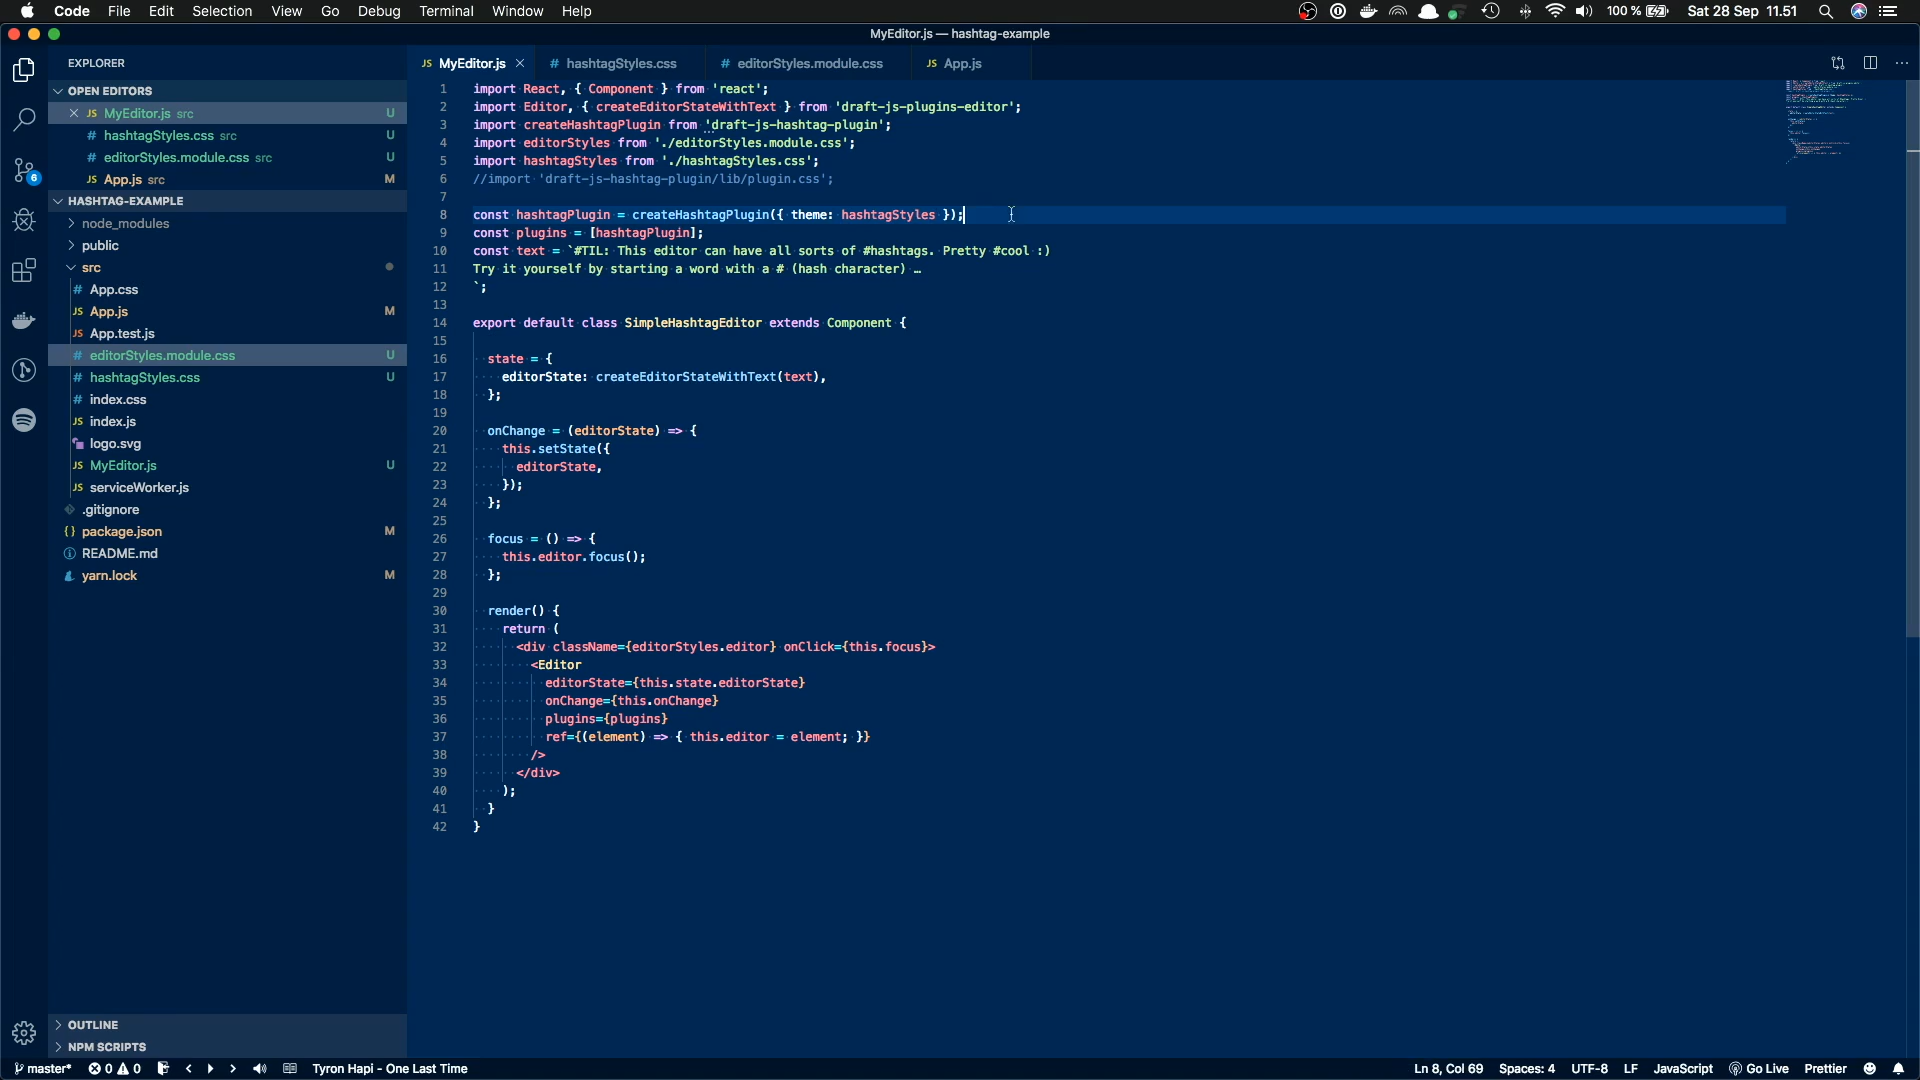 Code File Edit Selection View Go Debug Terminal Window Help
100 % Sat 28 Sep 11.51
MyEditor.js — hashtag-example
EXPLORER
OPEN EDITORS
MyEditor.js src U
hashtagStyles.css src U
editorStyles.module.css src U
App.js src M
6
HASHTAG-EXAMPLE
node_modules
public
src
App.css
App.js M
App.test.js
editorStyles.module.css U
hashtagStyles.css U
index.css
index.js
logo.svg
MyEditor.js U
serviceWorker.js
.gitignore
package.json M
README.md
yarn.lock M
OUTLINE
NPM SCRIPTS
JS MyEditor.js # hashtagStyles.css # editorStyles.module.css JS App.js
1 import React, { Component } from 'react';
2 import Editor, { createEditorStateWithText } from 'draft-js-plugins-editor';
3 import createHashtagPlugin from 'draft-js-hashtag-plugin';
4 import editorStyles from './editorStyles.module.css';
5 import hashtagStyles from './hashtagStyles.css';
6 //import 'draft-js-hashtag-plugin/lib/plugin.css';
7
8 const hashtagPlugin = createHashtagPlugin({ theme: hashtagStyles });
9 const plugins = [hashtagPlugin];
10 const text = `#TIL: This editor can have all sorts of #hashtags. Pretty #cool :)
11 Try it yourself by starting a word with a # (hash character) …
12 `;
13
14 export default class SimpleHashtagEditor extends Component {
15
16 state = {
17 editorState: createEditorStateWithText(text),
18 };
19
20 onChange = (editorState) => {
21 this.setState({
22 editorState,
23 });
24 };
25
26 focus = () => {
27 this.editor.focus();
28 };
29
30 render() {
31 return (
32 <div className={editorStyles.editor} onClick={this.focus}>
33 <Editor
34 editorState={this.state.editorState}
35 onChange={this.onChange}
36 plugins={plugins}
37 ref={(element) => { this.editor = element; }}
38 />
39 </div>
40 );
41 }
42 }
master* 0 0 Tyron Hapi - One Last Time
Ln 8, Col 69 Spaces: 4 UTF-8 LF JavaScript Go Live Prettier